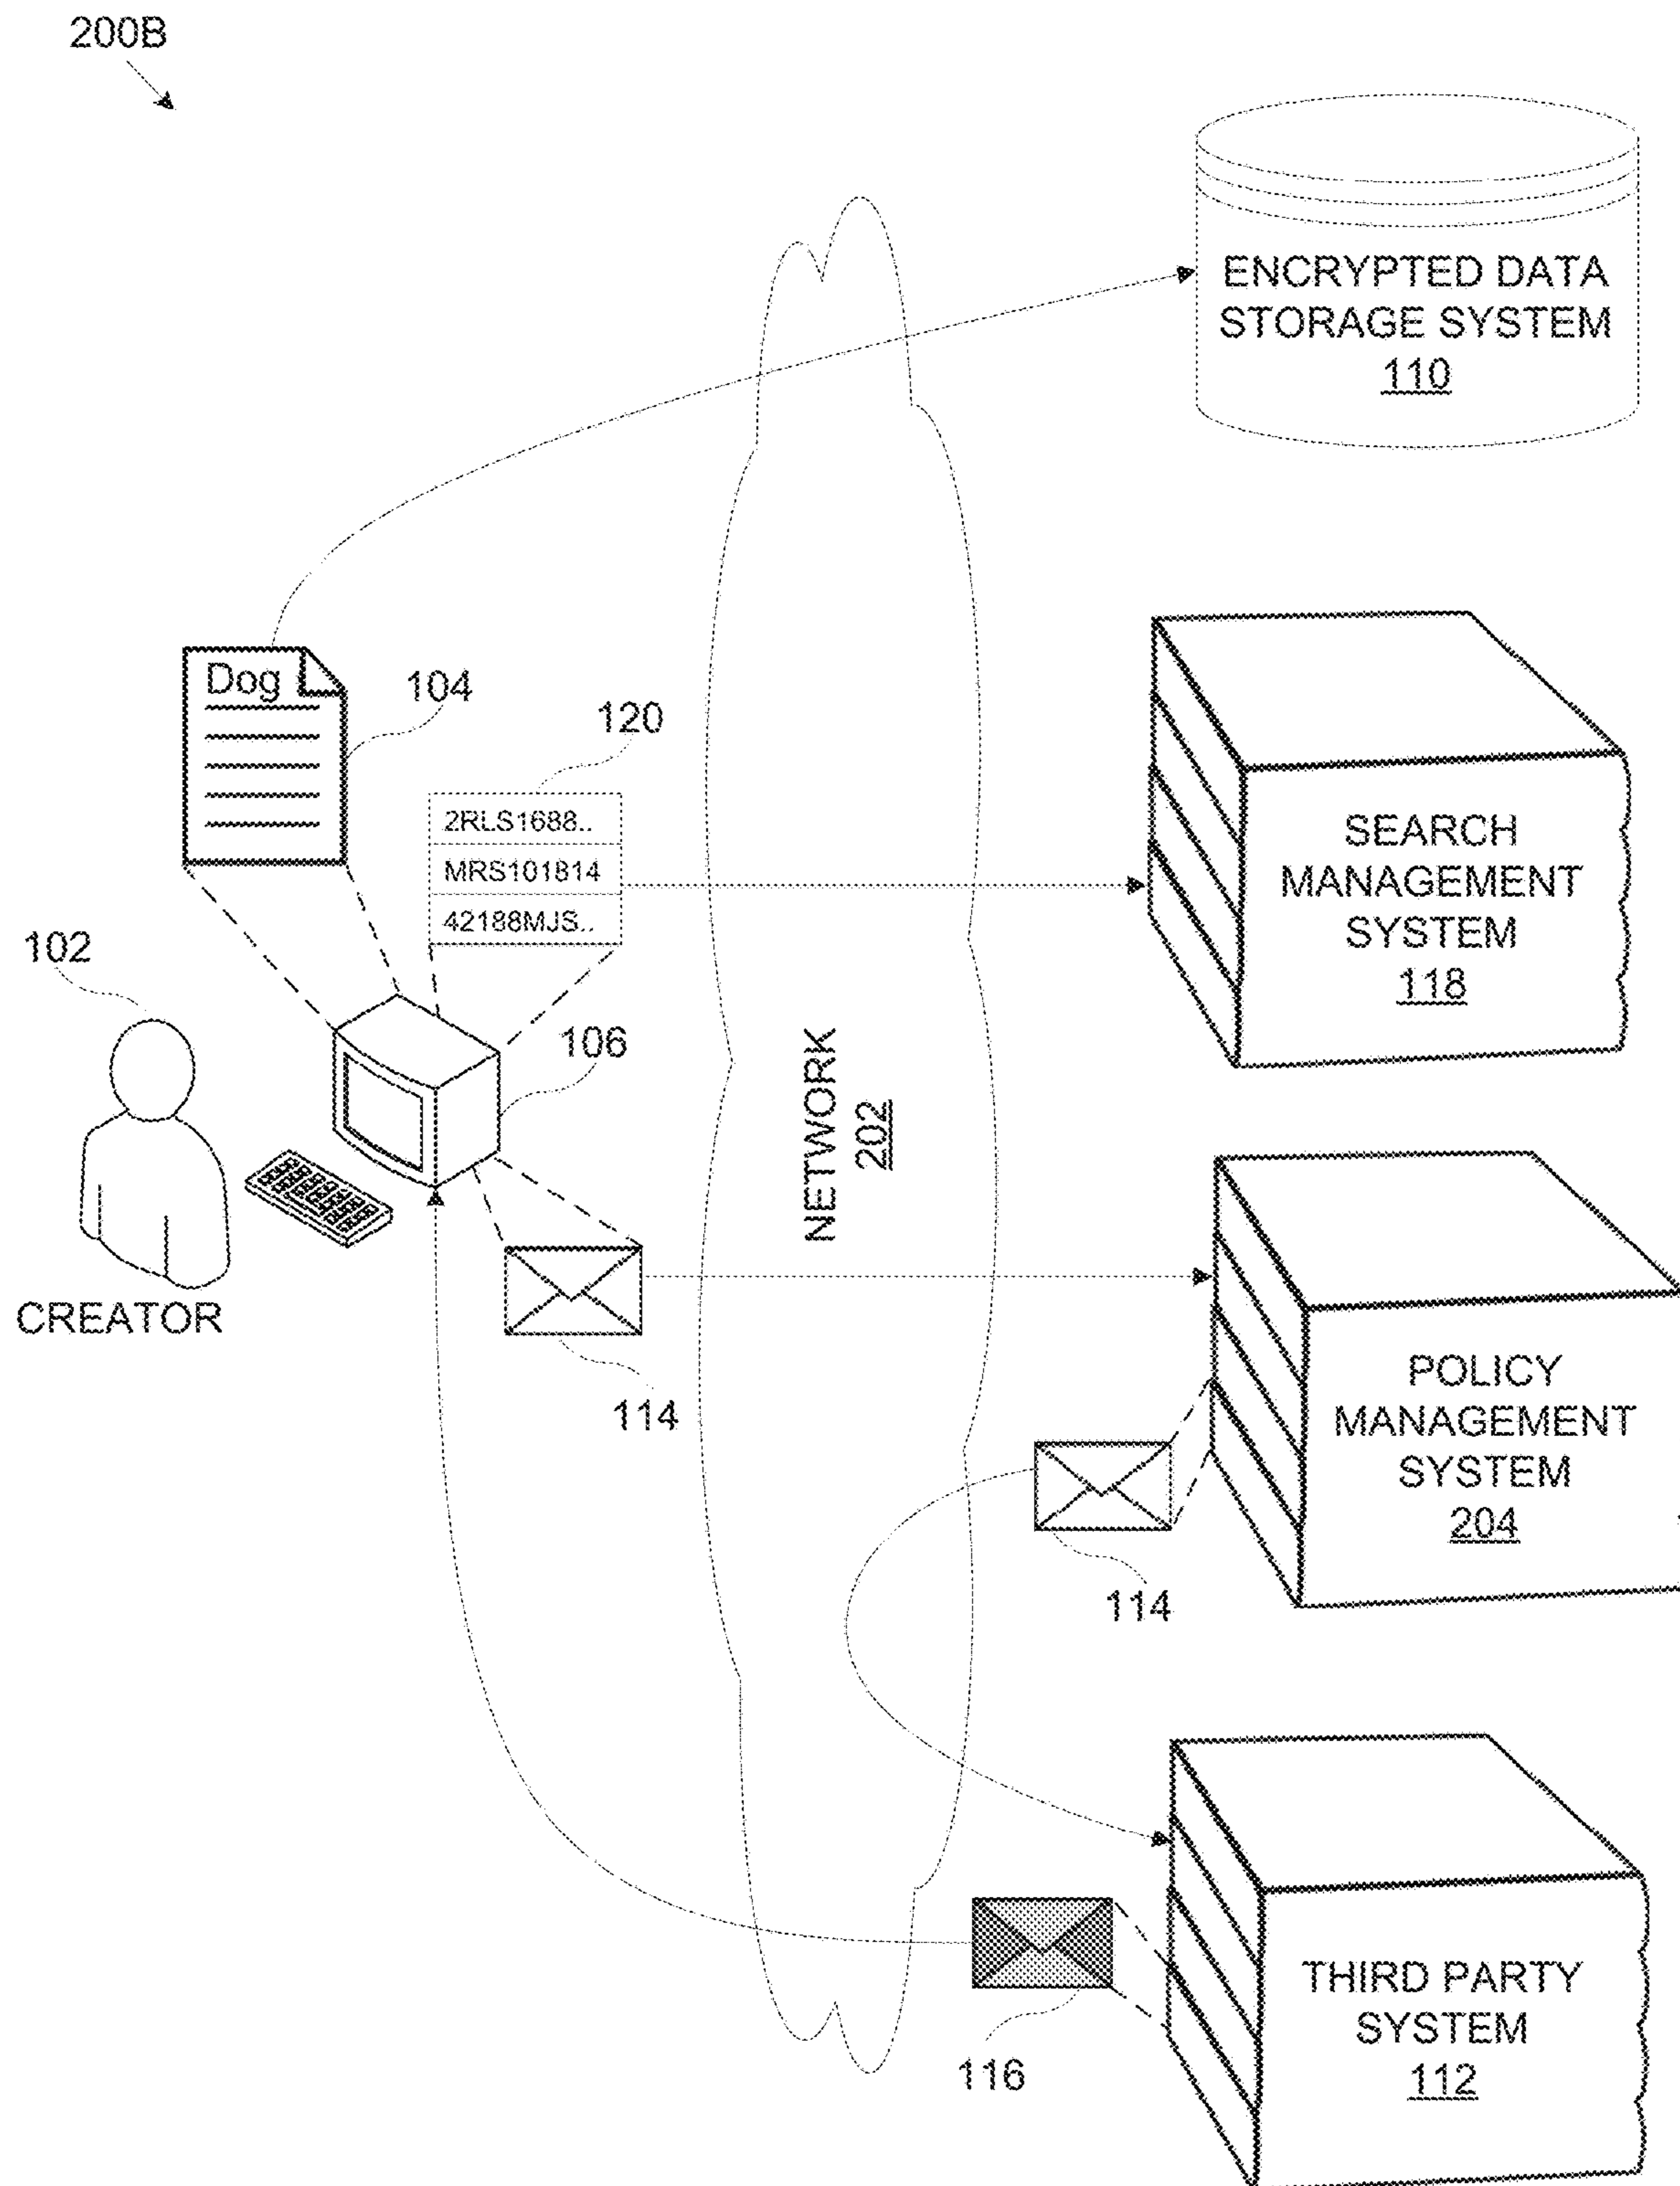 200B
ENCRYPTED DATA
STORAGE SYSTEM
110
Dog
104
120
2RLS1688..
MRS101814
42188MJS..
SEARCH
MANAGEMENT
SYSTEM
118
102
106
NETWORK
202
CREATOR
114
POLICY
MANAGEMENT
SYSTEM
204
114
THIRD PARTY
SYSTEM
112
116